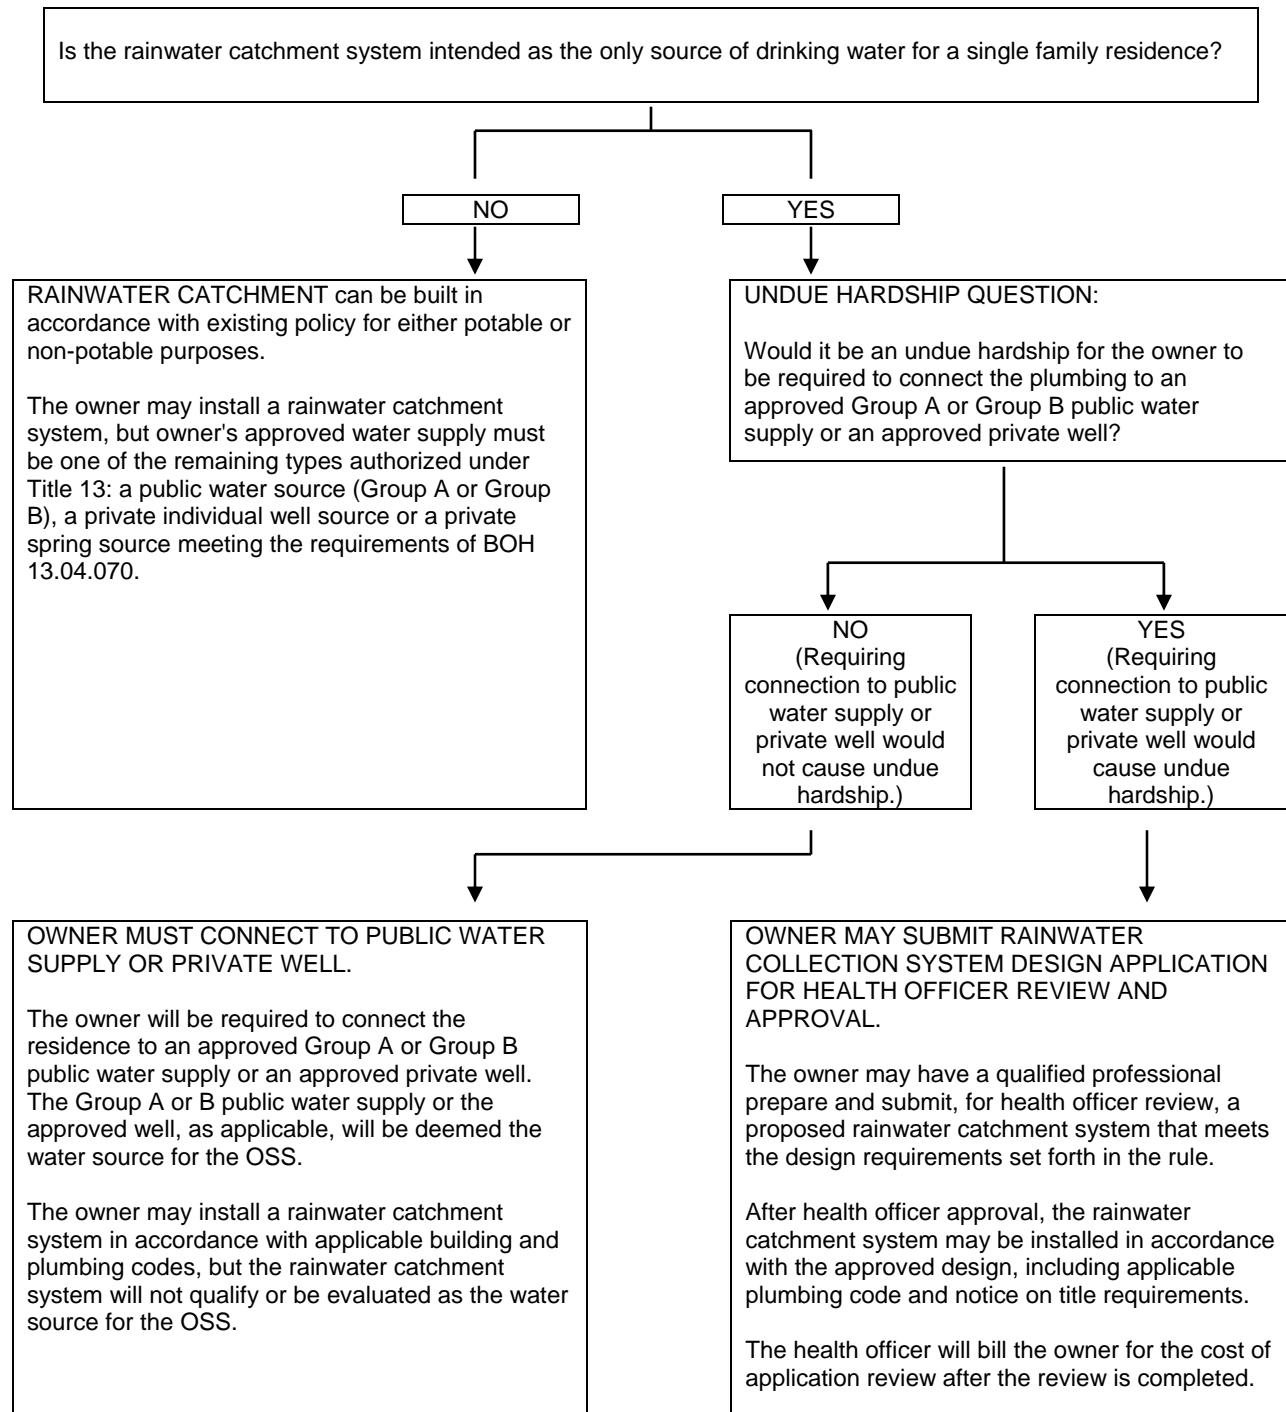 Is the rainwater catchment system intended as the only source of drinking water for a single family residence?
NO
YES
RAINWATER CATCHMENT can be built in
accordance with existing policy for either potable or
non-potable purposes.
The owner may install a rainwater catchment
system, but owner's approved water supply must
be one of the remaining types authorized under
Title 13: a public water source (Group A or Group
B), a private individual well source or a private
spring source meeting the requirements of BOH
13.04.070.
UNDUE HARDSHIP QUESTION:
Would it be an undue hardship for the owner to
be required to connect the plumbing to an
approved Group A or Group B public water
supply or an approved private well?
NO
(Requiring
connection to public
water supply or
private well would
not cause undue
hardship.)
YES
(Requiring
connection to public
water supply or
private well would
cause undue
hardship.)
OWNER MUST CONNECT TO PUBLIC WATER
SUPPLY OR PRIVATE WELL.
The owner will be required to connect the
residence to an approved Group A or Group B
public water supply or an approved private well.
The Group A or B public water supply or the
approved well, as applicable, will be deemed the
water source for the OSS.
The owner may install a rainwater catchment
system in accordance with applicable building and
plumbing codes, but the rainwater catchment
system will not qualify or be evaluated as the water
source for the OSS.
OWNER MAY SUBMIT RAINWATER
COLLECTION SYSTEM DESIGN APPLICATION
FOR HEALTH OFFICER REVIEW AND
APPROVAL.
The owner may have a qualified professional
prepare and submit, for health officer review, a
proposed rainwater catchment system that meets
the design requirements set forth in the rule.
After health officer approval, the rainwater
catchment system may be installed in accordance
with the approved design, including applicable
plumbing code and notice on title requirements.
The health officer will bill the owner for the cost of
application review after the review is completed.